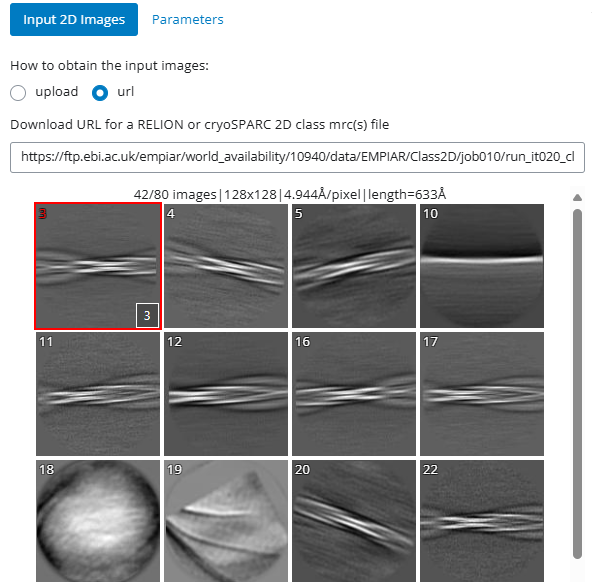 Input 2D Images Parameters
How to obtain the input images:
upload url
Download URL for a RELION or cryoSPARC 2D class mrc(s) file
https://ftp.ebi.ac.uk/empiar/world_availability/10940/data/EMPIAR/Class2D/job010/run_it020_cl
42/80 images|128x128|4.944Å/pixel|length=633Å
3 4 5 10
3
11 12 16 17
18 19 20 22